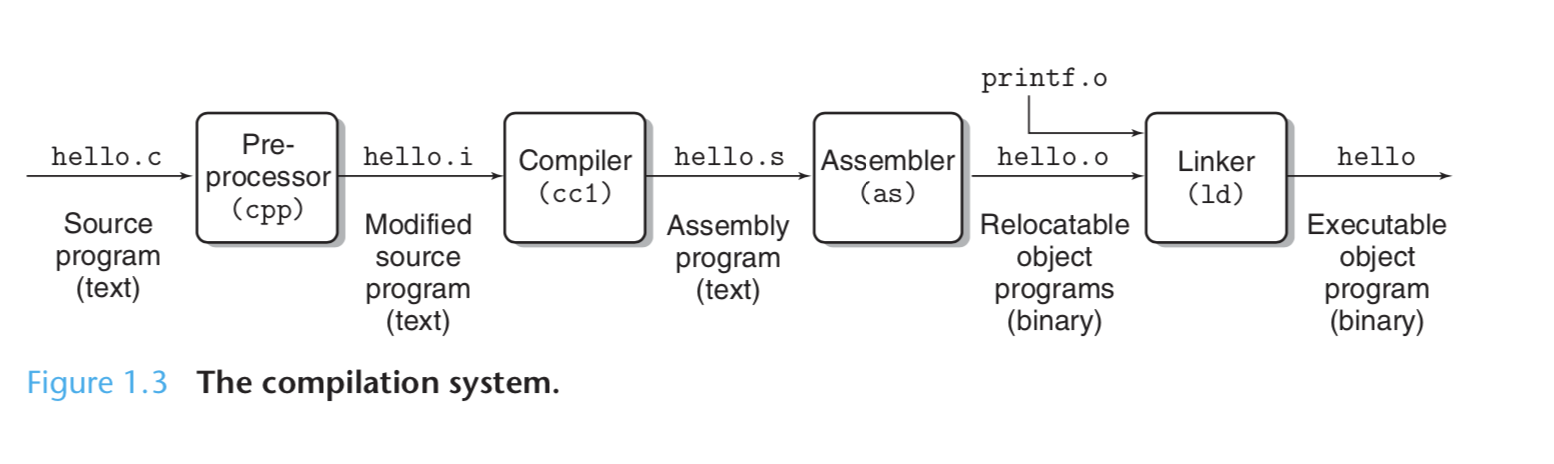 printf.o
hello.c
Pre-
processor
(cpp)
hello.i
Compiler
(cc1)
hello.s
Assembler
(as)
hello.o
Linker
(ld)
hello
Source
program
(text)
Modified
source
program
(text)
Assembly
program
(text)
Relocatable
object
programs
(binary)
Executable
object
program
(binary)
Figure 1.3 The compilation system.